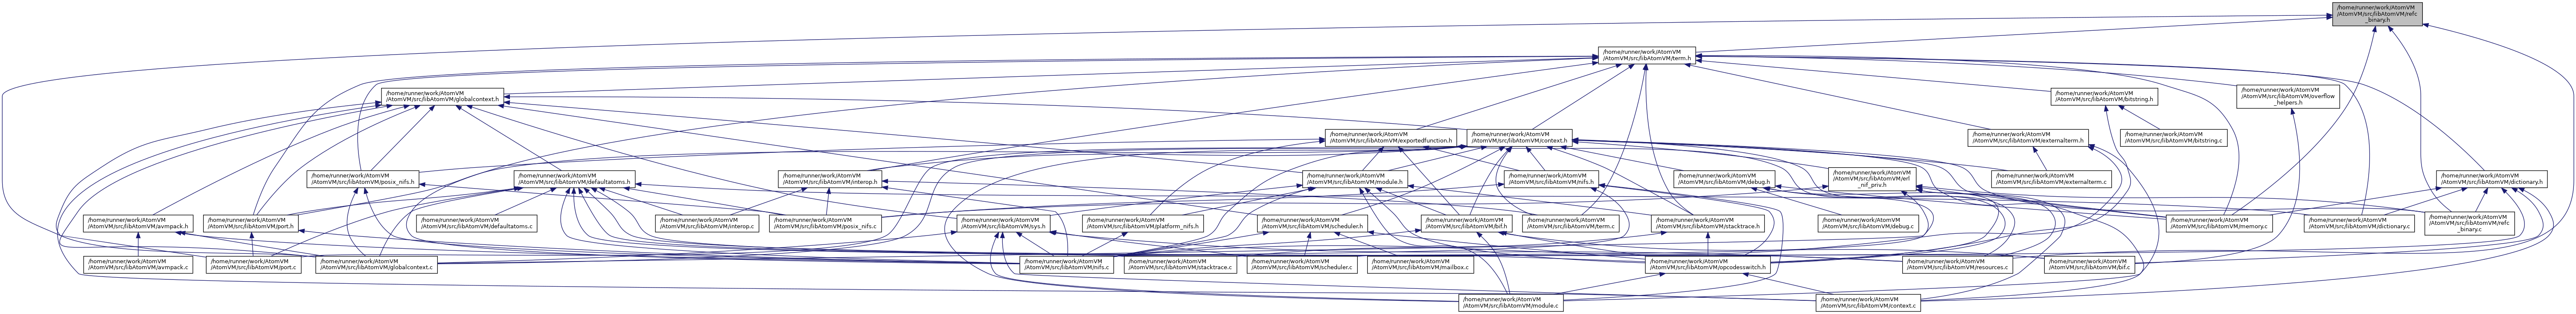 /home/runner/work/AtomVM
/AtomVM/src/libAtomVM/refc
_binary.h
/home/runner/work/AtomVM
/AtomVM/src/libAtomVM/term.h
/home/runner/work/AtomVM
/AtomVM/src/libAtomVM/globalcontext.h
/home/runner/work/AtomVM
/AtomVM/src/libAtomVM/bitstring.h
/home/runner/work/AtomVM
/AtomVM/src/libAtomVM/overflow
_helpers.h
/home/runner/work/AtomVM
/AtomVM/src/libAtomVM/exportedfunction.h
/home/runner/work/AtomVM
/AtomVM/src/libAtomVM/context.h
/home/runner/work/AtomVM
/AtomVM/src/libAtomVM/externalterm.h
/home/runner/work/AtomVM
/AtomVM/src/libAtomVM/bitstring.c
/home/runner/work/AtomVM
/AtomVM/src/libAtomVM/posix_nifs.h
/home/runner/work/AtomVM
/AtomVM/src/libAtomVM/defaultatoms.h
/home/runner/work/AtomVM
/AtomVM/src/libAtomVM/interop.h
/home/runner/work/AtomVM
/AtomVM/src/libAtomVM/module.h
/home/runner/work/AtomVM
/AtomVM/src/libAtomVM/nifs.h
/home/runner/work/AtomVM
/AtomVM/src/libAtomVM/debug.h
/home/runner/work/AtomVM
/AtomVM/src/libAtomVM/erl
_nif_priv.h
/home/runner/work/AtomVM
/AtomVM/src/libAtomVM/externalterm.c
/home/runner/work/AtomVM
/AtomVM/src/libAtomVM/dictionary.h
/home/runner/work/AtomVM
/AtomVM/src/libAtomVM/avmpack.h
/home/runner/work/AtomVM
/AtomVM/src/libAtomVM/port.h
/home/runner/work/AtomVM
/AtomVM/src/libAtomVM/defaultatoms.c
/home/runner/work/AtomVM
/AtomVM/src/libAtomVM/interop.c
/home/runner/work/AtomVM
/AtomVM/src/libAtomVM/posix_nifs.c
/home/runner/work/AtomVM
/AtomVM/src/libAtomVM/sys.h
/home/runner/work/AtomVM
/AtomVM/src/libAtomVM/platform_nifs.h
/home/runner/work/AtomVM
/AtomVM/src/libAtomVM/scheduler.h
/home/runner/work/AtomVM
/AtomVM/src/libAtomVM/bif.h
/home/runner/work/AtomVM
/AtomVM/src/libAtomVM/term.c
/home/runner/work/AtomVM
/AtomVM/src/libAtomVM/stacktrace.h
/home/runner/work/AtomVM
/AtomVM/src/libAtomVM/debug.c
/home/runner/work/AtomVM
/AtomVM/src/libAtomVM/memory.c
/home/runner/work/AtomVM
/AtomVM/src/libAtomVM/dictionary.c
/home/runner/work/AtomVM
/AtomVM/src/libAtomVM/refc
_binary.c
/home/runner/work/AtomVM
/AtomVM/src/libAtomVM/avmpack.c
/home/runner/work/AtomVM
/AtomVM/src/libAtomVM/port.c
/home/runner/work/AtomVM
/AtomVM/src/libAtomVM/globalcontext.c
/home/runner/work/AtomVM
/AtomVM/src/libAtomVM/nifs.c
/home/runner/work/AtomVM
/AtomVM/src/libAtomVM/stacktrace.c
/home/runner/work/AtomVM
/AtomVM/src/libAtomVM/scheduler.c
/home/runner/work/AtomVM
/AtomVM/src/libAtomVM/mailbox.c
/home/runner/work/AtomVM
/AtomVM/src/libAtomVM/opcodesswitch.h
/home/runner/work/AtomVM
/AtomVM/src/libAtomVM/resources.c
/home/runner/work/AtomVM
/AtomVM/src/libAtomVM/bif.c
/home/runner/work/AtomVM
/AtomVM/src/libAtomVM/module.c
/home/runner/work/AtomVM
/AtomVM/src/libAtomVM/context.c